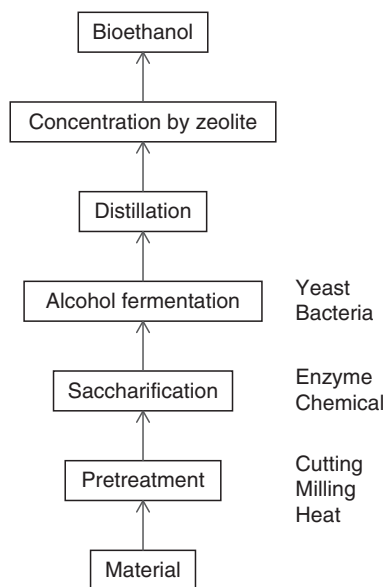 Bioethanol
Concentration by zeolite
Distillation
Alcohol fermentation
Yeast
Bacteria
Saccharification
Enzyme
Chemical
Pretreatment
Cutting
Milling
Heat
Material